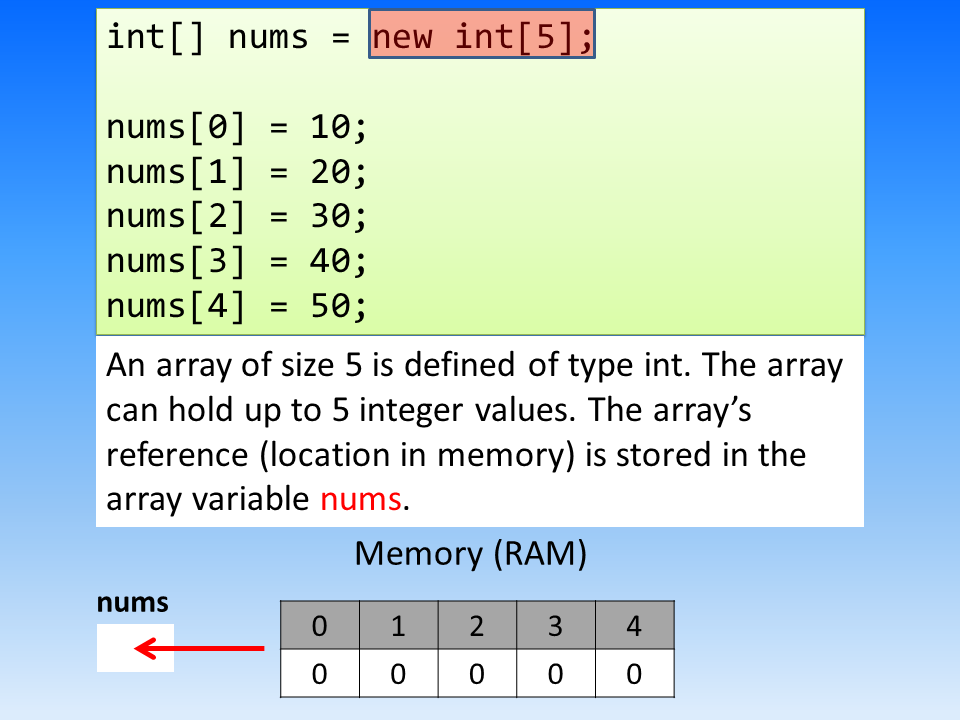 int[] nums = new int[5];
nums[0] = 10;
nums[1] = 20;
nums[2] = 30;
nums[3] = 40;
nums[4] = 50;
An array of size 5 is defined of type int. The array
can hold up to 5 integer values. The array’s
reference (location in memory) is stored in the
array variable nums.
Memory (RAM)
nums
0 1 2 3 4
0 0 0 0 0